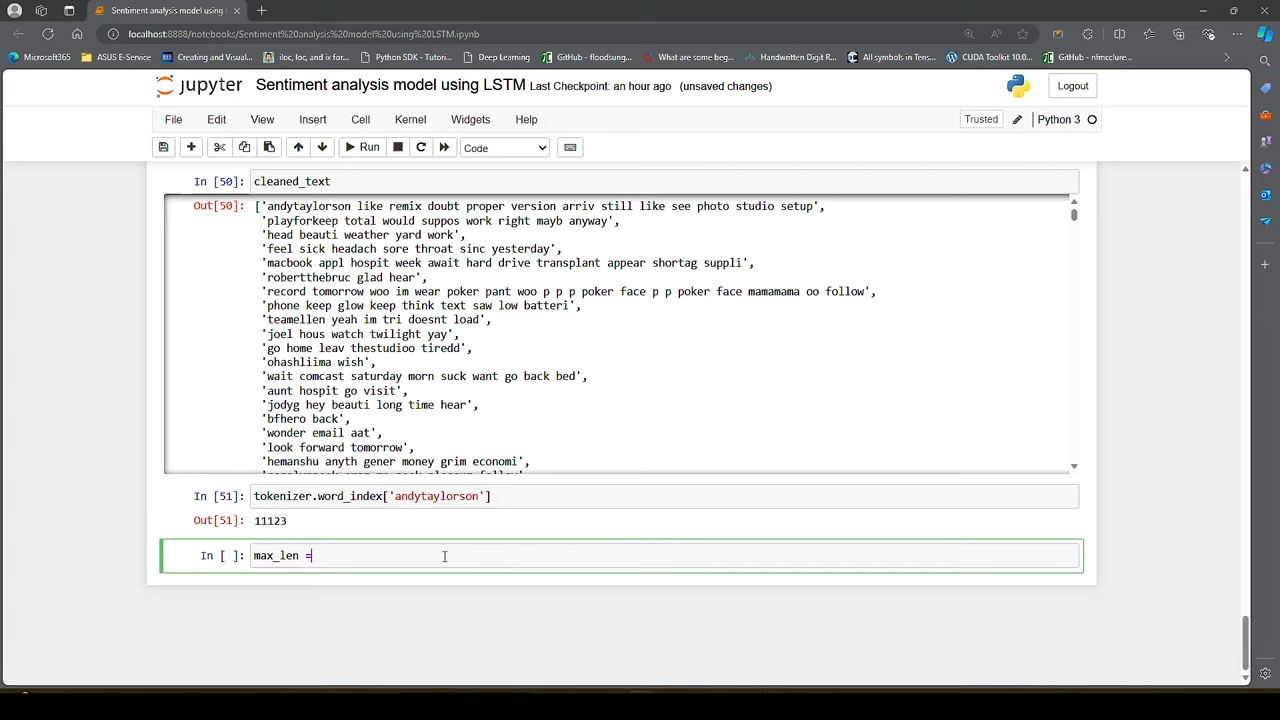 Sentiment analysis model using
localhost:8888/notebooks/Sentiment%20analysis%20model%20using%20LSTM.ipynb
Microsoft365
ASUS E-Service
Creating and Visual...
iloc, loc, and ix for...
Python SDK - Tutori...
Deep Learning
GitHub - floodsung...
What are some beg...
Handwritten Digit R...
All symbols in Tens...
CUDA Toolkit 10.0...
GitHub - nfmcclure...
jupyter Sentiment analysis model using LSTM Last Checkpoint: an hour ago (unsaved changes)
Logout
File Edit View Insert Cell Kernel Widgets Help
Trusted
Python 3
Run
Code
In [50]: cleaned_text
Out[50]: ['andytaylorson like remix doubt proper version arriv still like see photo studio setup',
'playforkeep total would suppos work right mayb anyway',
'head beauti weather yard work',
'feel sick headach sore throat sinc yesterday',
'macbook appl hospit week await hard drive transplant appear shortag suppli',
'robertthebruc glad hear',
'record tomorrow woo im wear poker pant woo p p p poker face p p poker face mamamama oo follow',
'phone keep glow keep think text saw low batteri',
'teamellen yeah im tri doesnt load',
'joel hous watch twilight yay',
'go home leav thestudioo tiredd',
'ohashliima wish',
'wait comcast saturday morn suck want go back bed',
'aunt hospit go visit',
'jodyg hey beauti long time hear',
'bfhero back',
'wonder email aat',
'look forward tomorrow',
'hemanshu anyth gener money grim economi',
In [51]: tokenizer.word_index['andytaylorson']
Out[51]: 11123
In [ ]: max_len =